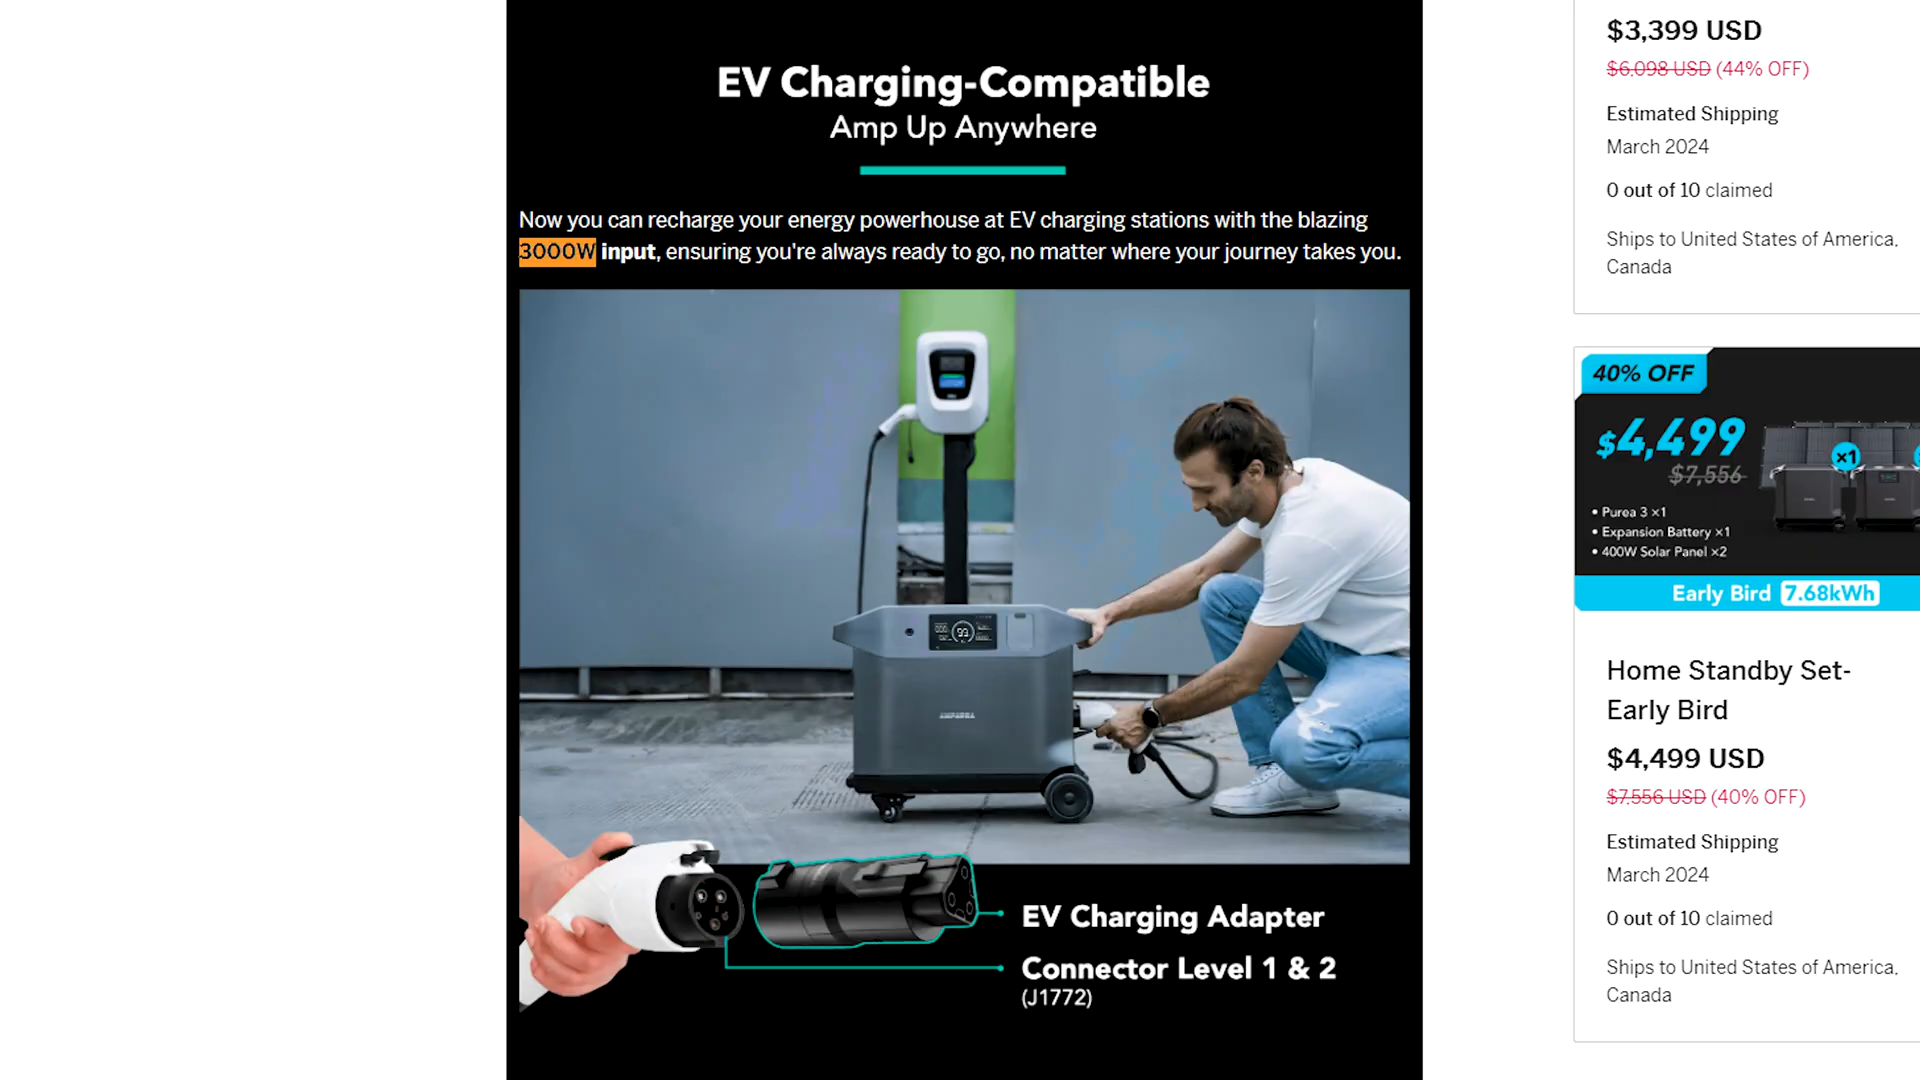 EV Charging-Compatible
Amp Up Anywhere
Now you can recharge your energy powerhouse at EV charging stations with the blazing
3000W input, ensuring you're always ready to go, no matter where your journey takes you.
99
EV Charging Adapter
Connector Level 1 & 2
(J1772)
$3,399 USD
$6,098 USD (44% OFF)
Estimated Shipping
March 2024
0 out of 10 claimed
Ships to United States of America,
Canada
40% OFF
$4,499
$7,556
x1
• Purea 3 ×1
• Expansion Battery ×1
• 400W Solar Panel ×2
Early Bird 7.68kWh
Home Standby Set-
Early Bird
$4,499 USD
$7,556 USD (40% OFF)
Estimated Shipping
March 2024
0 out of 10 claimed
Ships to United States of America,
Canada